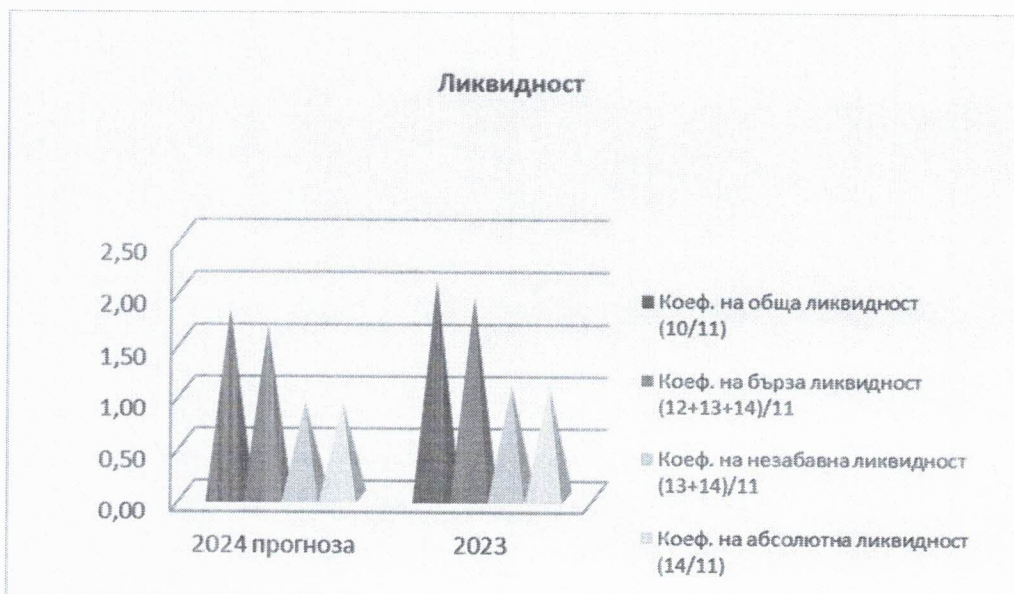 Ликвидност
2,50
2,00
1,50
1,00
0,50
0,00
2024 прогноза
2023
Коеф. на обща ликвидност
(10/11)
Коеф. на бърза ликвидност
(12+13+14)/11
Коеф. на незабавна ликвидност
(13+14)/11
Коеф. на абсолютна ликвидност
(14/11)